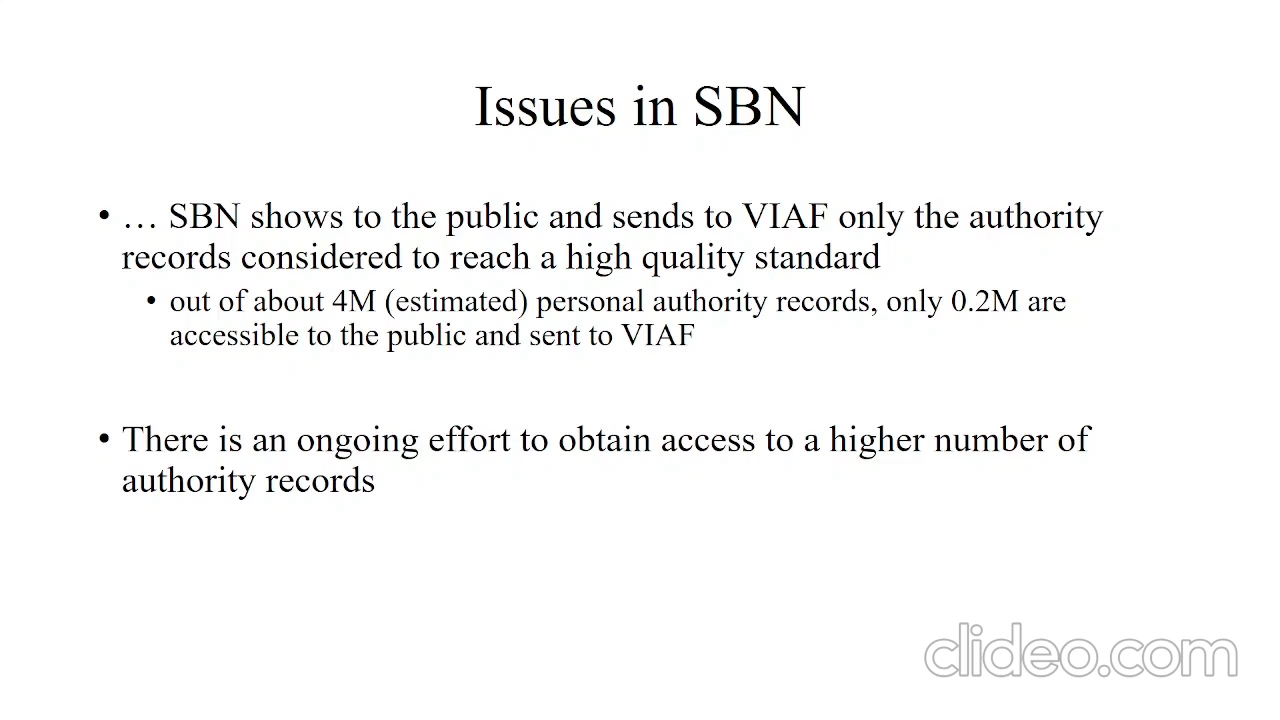 Issues in SBN
• … SBN shows to the public and sends to VIAF only the authority
records considered to reach a high quality standard
• out of about 4M (estimated) personal authority records, only 0.2M are
accessible to the public and sent to VIAF
• There is an ongoing effort to obtain access to a higher number of
authority records
clideo.com